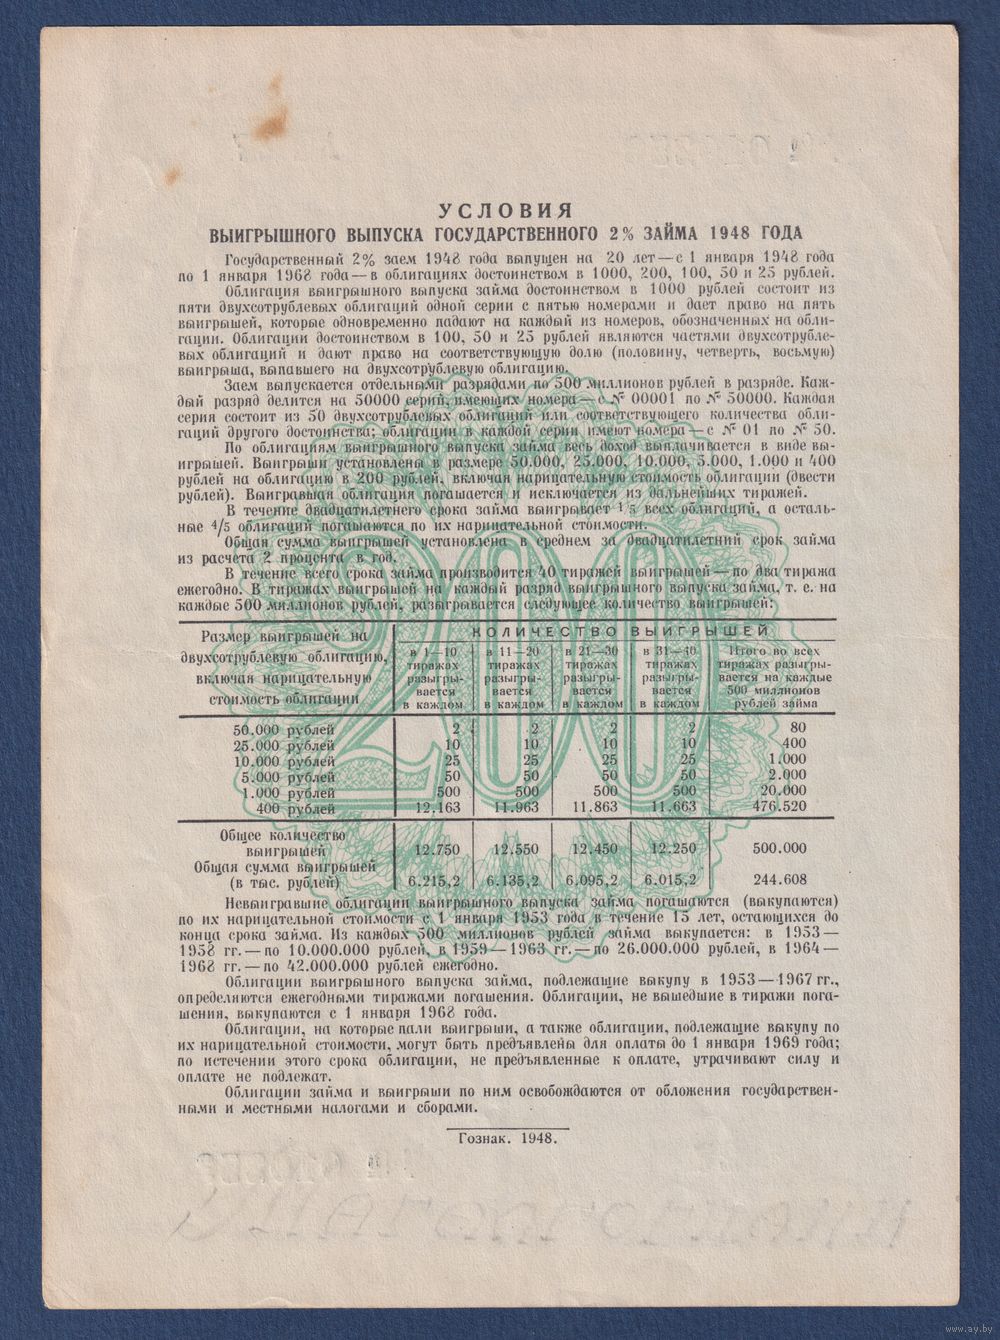 УСЛОВИЯ
ВЫИГРЫШНОГО ВЫПУСКА ГОСУДАРСТВЕННОГО 2% ЗАЙМА 1948 ГОДА
Государственный 2% заем 1948 года выпущен на 20 лет — с 1 января 1948 года
по 1 января 1968 года — в облигациях достоинством в 1000, 200, 100, 50 и 25 рублей.
Облигация выигрышного выпуска займа достоинством в 1000 рублей состоит из
пяти двухсотрублевых облигаций одной серии с пятью номерами и дает право на пять
выигрышей, которые одновременно падают на каждый из номеров, обозначенных на обли-
гации. Облигации достоинством в 100, 50 и 25 рублей являются частями двухсотрубле-
вых облигаций и дают право на соответствующую долю (половину, четверть, восьмую)
выигрыша, выпавшего на двухсотрублевую облигацию.
Заем выпускается отдельными разрядами по 500 миллионов рублей в разряде. Каж-
дый разряд делится на 50000 серий, имеющих номера — с № 00001 по № 50000. Каждая
серия состоит из 50 двухсотрублевых облигаций или соответствующего количества обли-
гаций другого достоинства; облигации в каждой серии имеют номера — с № 01 по № 50.
По облигациям выигрышного выпуска займа весь доход выплачивается в виде вы-
игрышей. Выигрыши установлены в размере 50.000, 25.000, 10.000, 5.000, 1.000 и 400
рублей на облигацию в 200 рублей, включая нарицательную стоимость облигации (двести
рублей). Выигравшая облигация погашается и исключается из дальнейших тиражей.
В течение двадцатилетнего срока займа выигрывает 1/5 всех облигаций, а осталь-
ные 4/5 облигаций погашаются по их нарицательной стоимости.
Общая сумма выигрышей установлена в среднем за двадцатилетний срок займа
из расчета 2 процента в год.
В течение всего срока займа производится 40 тиражей выигрышей — по два тиража
ежегодно. В тиражах выигрышей на каждый разряд выигрышного выпуска займа, т. е. на
каждые 500 миллионов рублей, разыгрывается следующее количество выигрышей:
Размер выигрышей на
двухсотрублевую облигацию,
включая нарицательную
стоимость облигации
КОЛИЧЕСТВО ВЫИГРЫШЕЙ
в 1—10
тиражах
разыгры-
вается
в каждом
в 11—20
тиражах
разыгры-
вается
в каждом
в 21—30
тиражах
разыгры-
вается
в каждом
в 31—40
тиражах
разыгры-
вается
в каждом
Итого во всех
тиражах разыгры-
вается на каждые
500 миллионов
рублей займа
50.000 рублей 2 2 2 2 80
25.000 рублей 10 10 10 10 400
10.000 рублей 25 25 25 25 1.000
5.000 рублей 50 50 50 50 2.000
1.000 рублей 500 500 500 500 20.000
400 рублей 12.163 11.963 11.863 11.663 476.520
Общее количество
выигрышей 12.750 12.550 12.450 12.250 500.000
Общая сумма выигрышей
(в тыс. рублей) 6.215,2 6.135,2 6.095,2 6.015,2 244.608
200
Невыигравшие облигации выигрышного выпуска займа погашаются (выкупаются)
по их нарицательной стоимости с 1 января 1953 года в течение 15 лет, остающихся до
конца срока займа. Из каждых 500 миллионов рублей займа выкупается: в 1953—
1958 гг. — по 10.000.000 рублей, в 1959—1963 гг. — по 26.000.000 рублей, в 1964—
1968 гг. — по 42.000.000 рублей ежегодно.
Облигации выигрышного выпуска займа, подлежащие выкупу в 1953—1967 гг.,
определяются ежегодными тиражами погашения. Облигации, не вышедшие в тиражи пога-
шения, выкупаются с 1 января 1968 года.
Облигации, на которые пали выигрыши, а также облигации, подлежащие выкупу по
их нарицательной стоимости, могут быть предъявлены для оплаты до 1 января 1969 года;
по истечении этого срока облигации, не предъявленные к оплате, утрачивают силу и
оплате не подлежат.
Облигации займа и выигрыши по ним освобождаются от обложения государствен-
ными и местными налогами и сборами.
Гознак. 1948.
www.ay.by